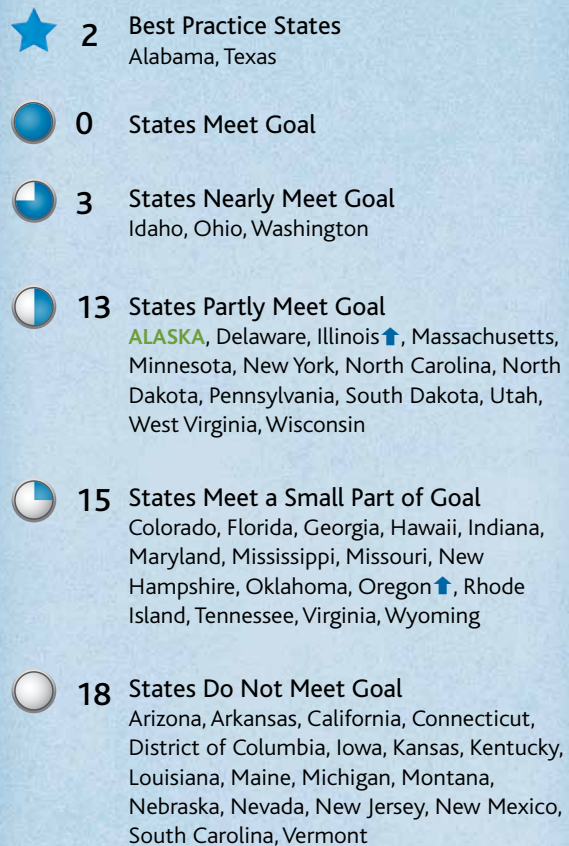 2 Best Practice States
Alabama, Texas
0 States Meet Goal
3 States Nearly Meet Goal
Idaho, Ohio, Washington
13 States Partly Meet Goal
ALASKA, Delaware, Illinois⬆, Massachusetts,
Minnesota, New York, North Carolina, North
Dakota, Pennsylvania, South Dakota, Utah,
West Virginia, Wisconsin
15 States Meet a Small Part of Goal
Colorado, Florida, Georgia, Hawaii, Indiana,
Maryland, Mississippi, Missouri, New
Hampshire, Oklahoma, Oregon⬆, Rhode
Island, Tennessee, Virginia, Wyoming
18 States Do Not Meet Goal
Arizona, Arkansas, California, Connecticut,
District of Columbia, Iowa, Kansas, Kentucky,
Louisiana, Maine, Michigan, Montana,
Nebraska, Nevada, New Jersey, New Mexico,
South Carolina, Vermont